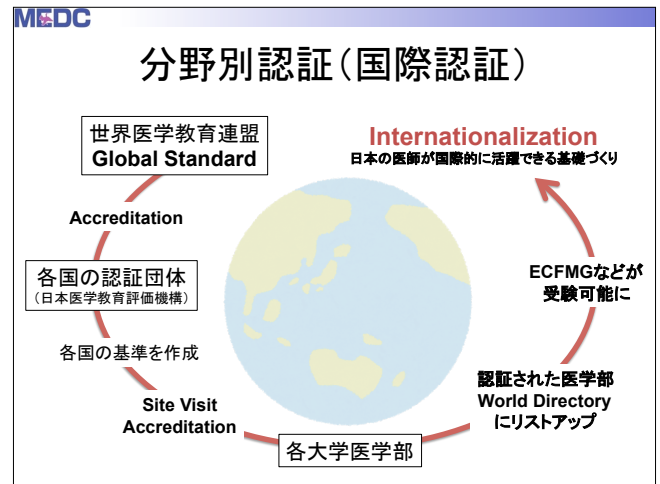 MEDC
分野別認証（国際認証）
世界医学教育連盟
Global Standard
Accreditation
各国の認証団体
（日本医学教育評価機構）
各国の基準を作成
Site Visit
Accreditation
各大学医学部
認証された医学部
World Directory
にリストアップ
ECFMGなどが
受験可能に
Internationalization
日本の医師が国際的に活躍できる基礎づくり